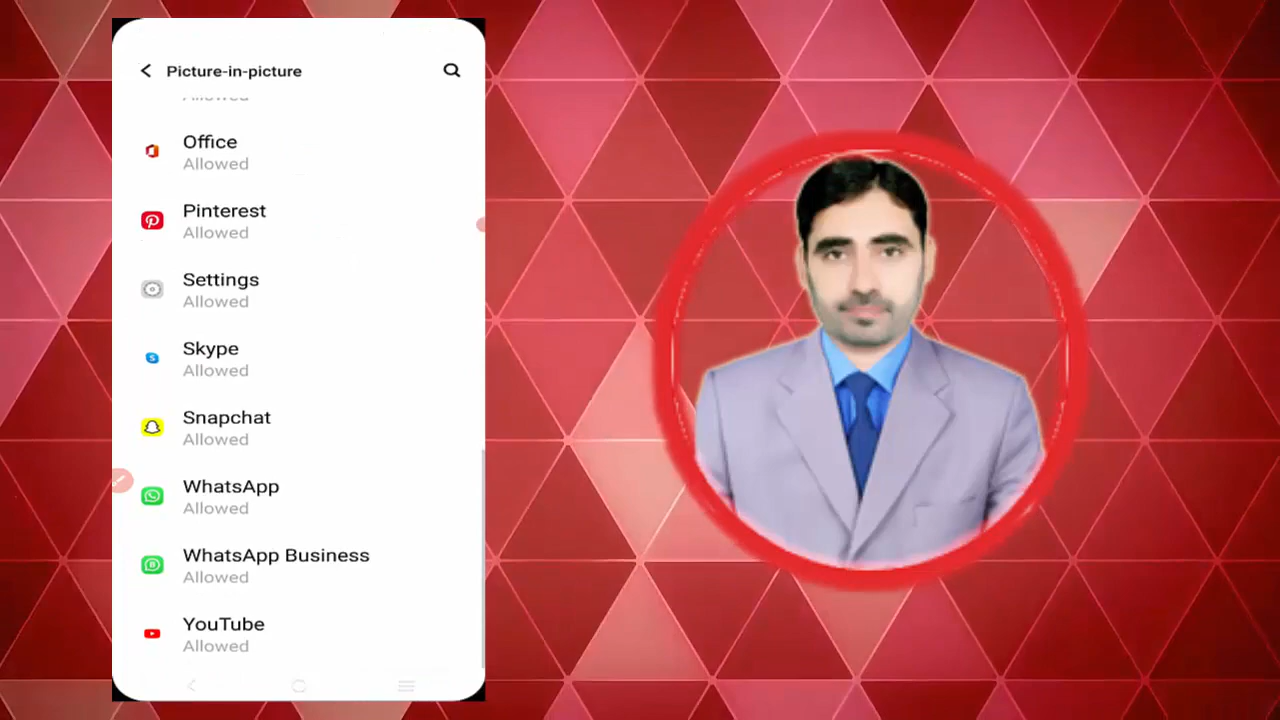 Picture-in-picture
Allowed
Office
Allowed
Pinterest
Allowed
Settings
Allowed
Skype
Allowed
Snapchat
Allowed
WhatsApp
Allowed
WhatsApp Business
Allowed
YouTube
Allowed